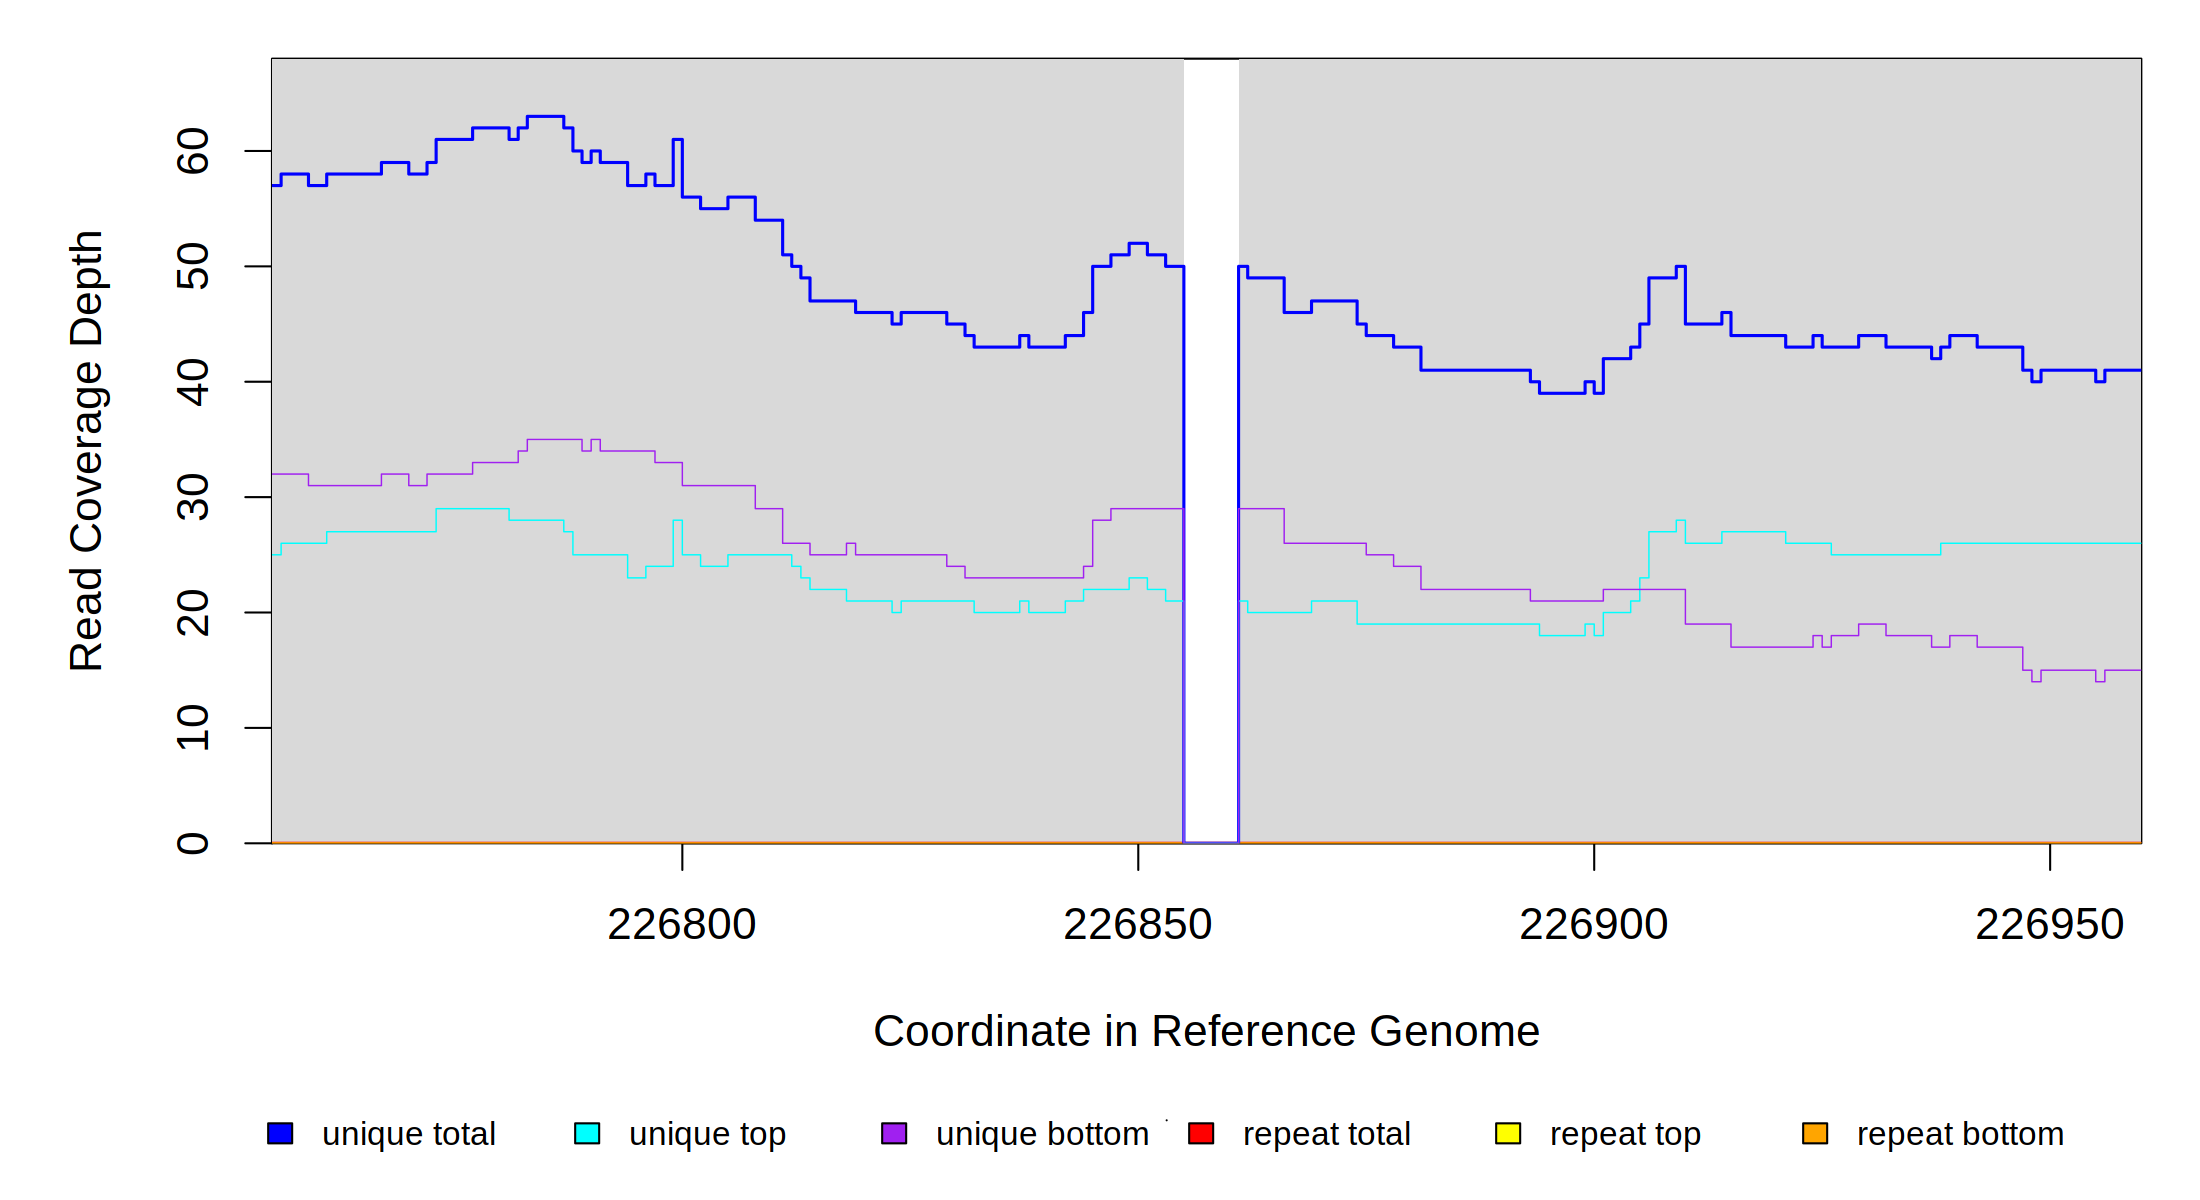 Read Coverage Depth
60
50
40
30
20
10
0
226800 226850 226900 226950
Coordinate in Reference Genome
unique total unique top unique bottom repeat total repeat top repeat bottom